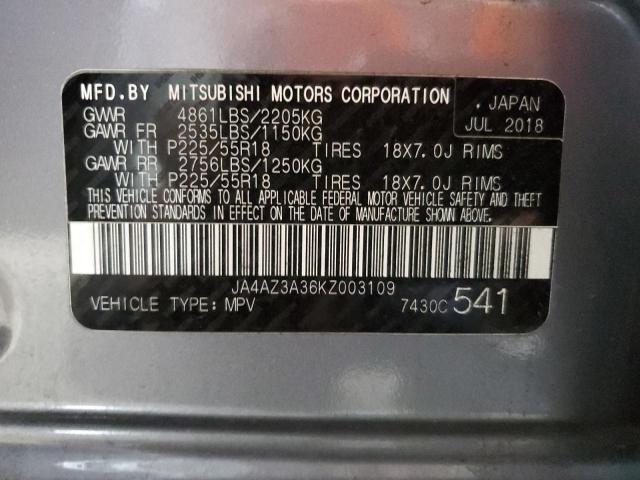 MFD.BY MITSUBISHI MOTORS CORPORATION
, JAPAN
GVWR 4861LBS/2205KG
JUL 2018
GAWR FR 2535LBS/1150KG
WITH P225/55R18 TIRES 18X7.0J RIMS
GAWR RR 2756LBS/1250KG
WITH P225/55R18 TIRES 18X7.0J RIMS
THIS VEHICLE CONFORMS TO ALL APPLICABLE FEDERAL MOTOR VEHICLE SAFETY AND THEFT
PREVENTION STANDARDS IN EFFECT ON THE DATE OF MANUFACTURE SHOWN ABOVE.
JA4AZ3A36KZ003109
VEHICLE TYPE: MPV 7430C 541